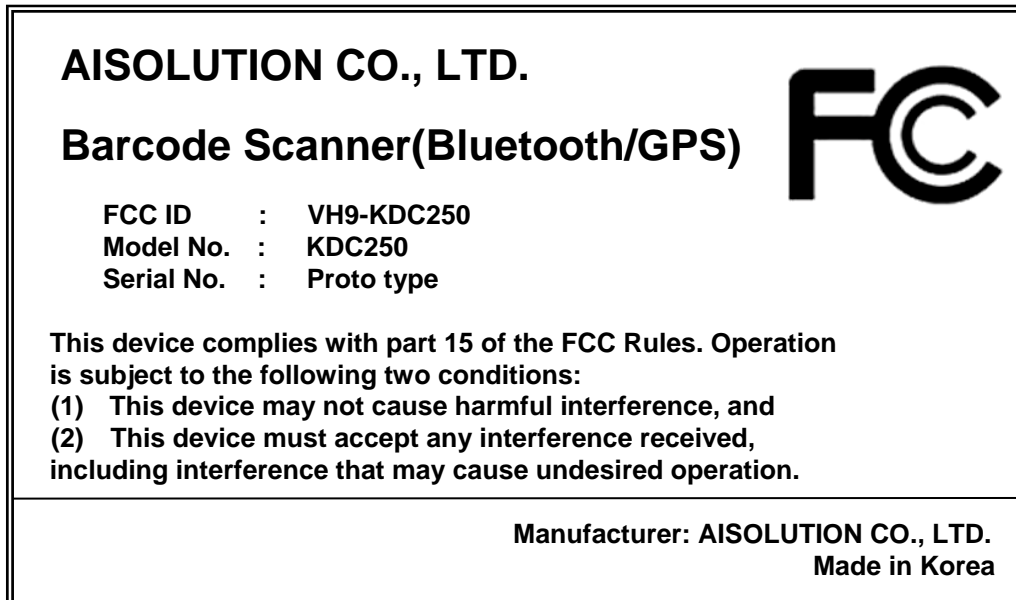 AISOLUTION CO., LTD.
FC
Barcode Scanner(Bluetooth/GPS)
FCC ID : VH9-KDC250
Model No. : KDC250
Serial No. : Proto type
This device complies with part 15 of the FCC Rules. Operation
is subject to the following two conditions:
(1) This device may not cause harmful interference, and
(2) This device must accept any interference received,
including interference that may cause undesired operation.
Manufacturer: AISOLUTION CO., LTD.
Made in Korea